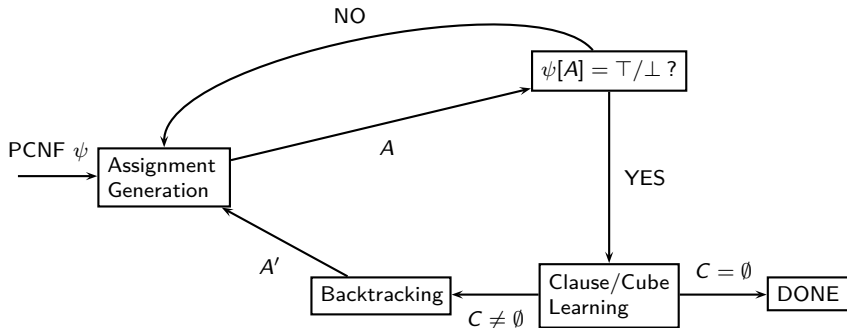 NO
ψ[A] = ⊤/⊥ ?
PCNF ψ
Assignment
Generation
A
YES
A′
Backtracking
C ≠ ∅
Clause/Cube
Learning
C = ∅
DONE